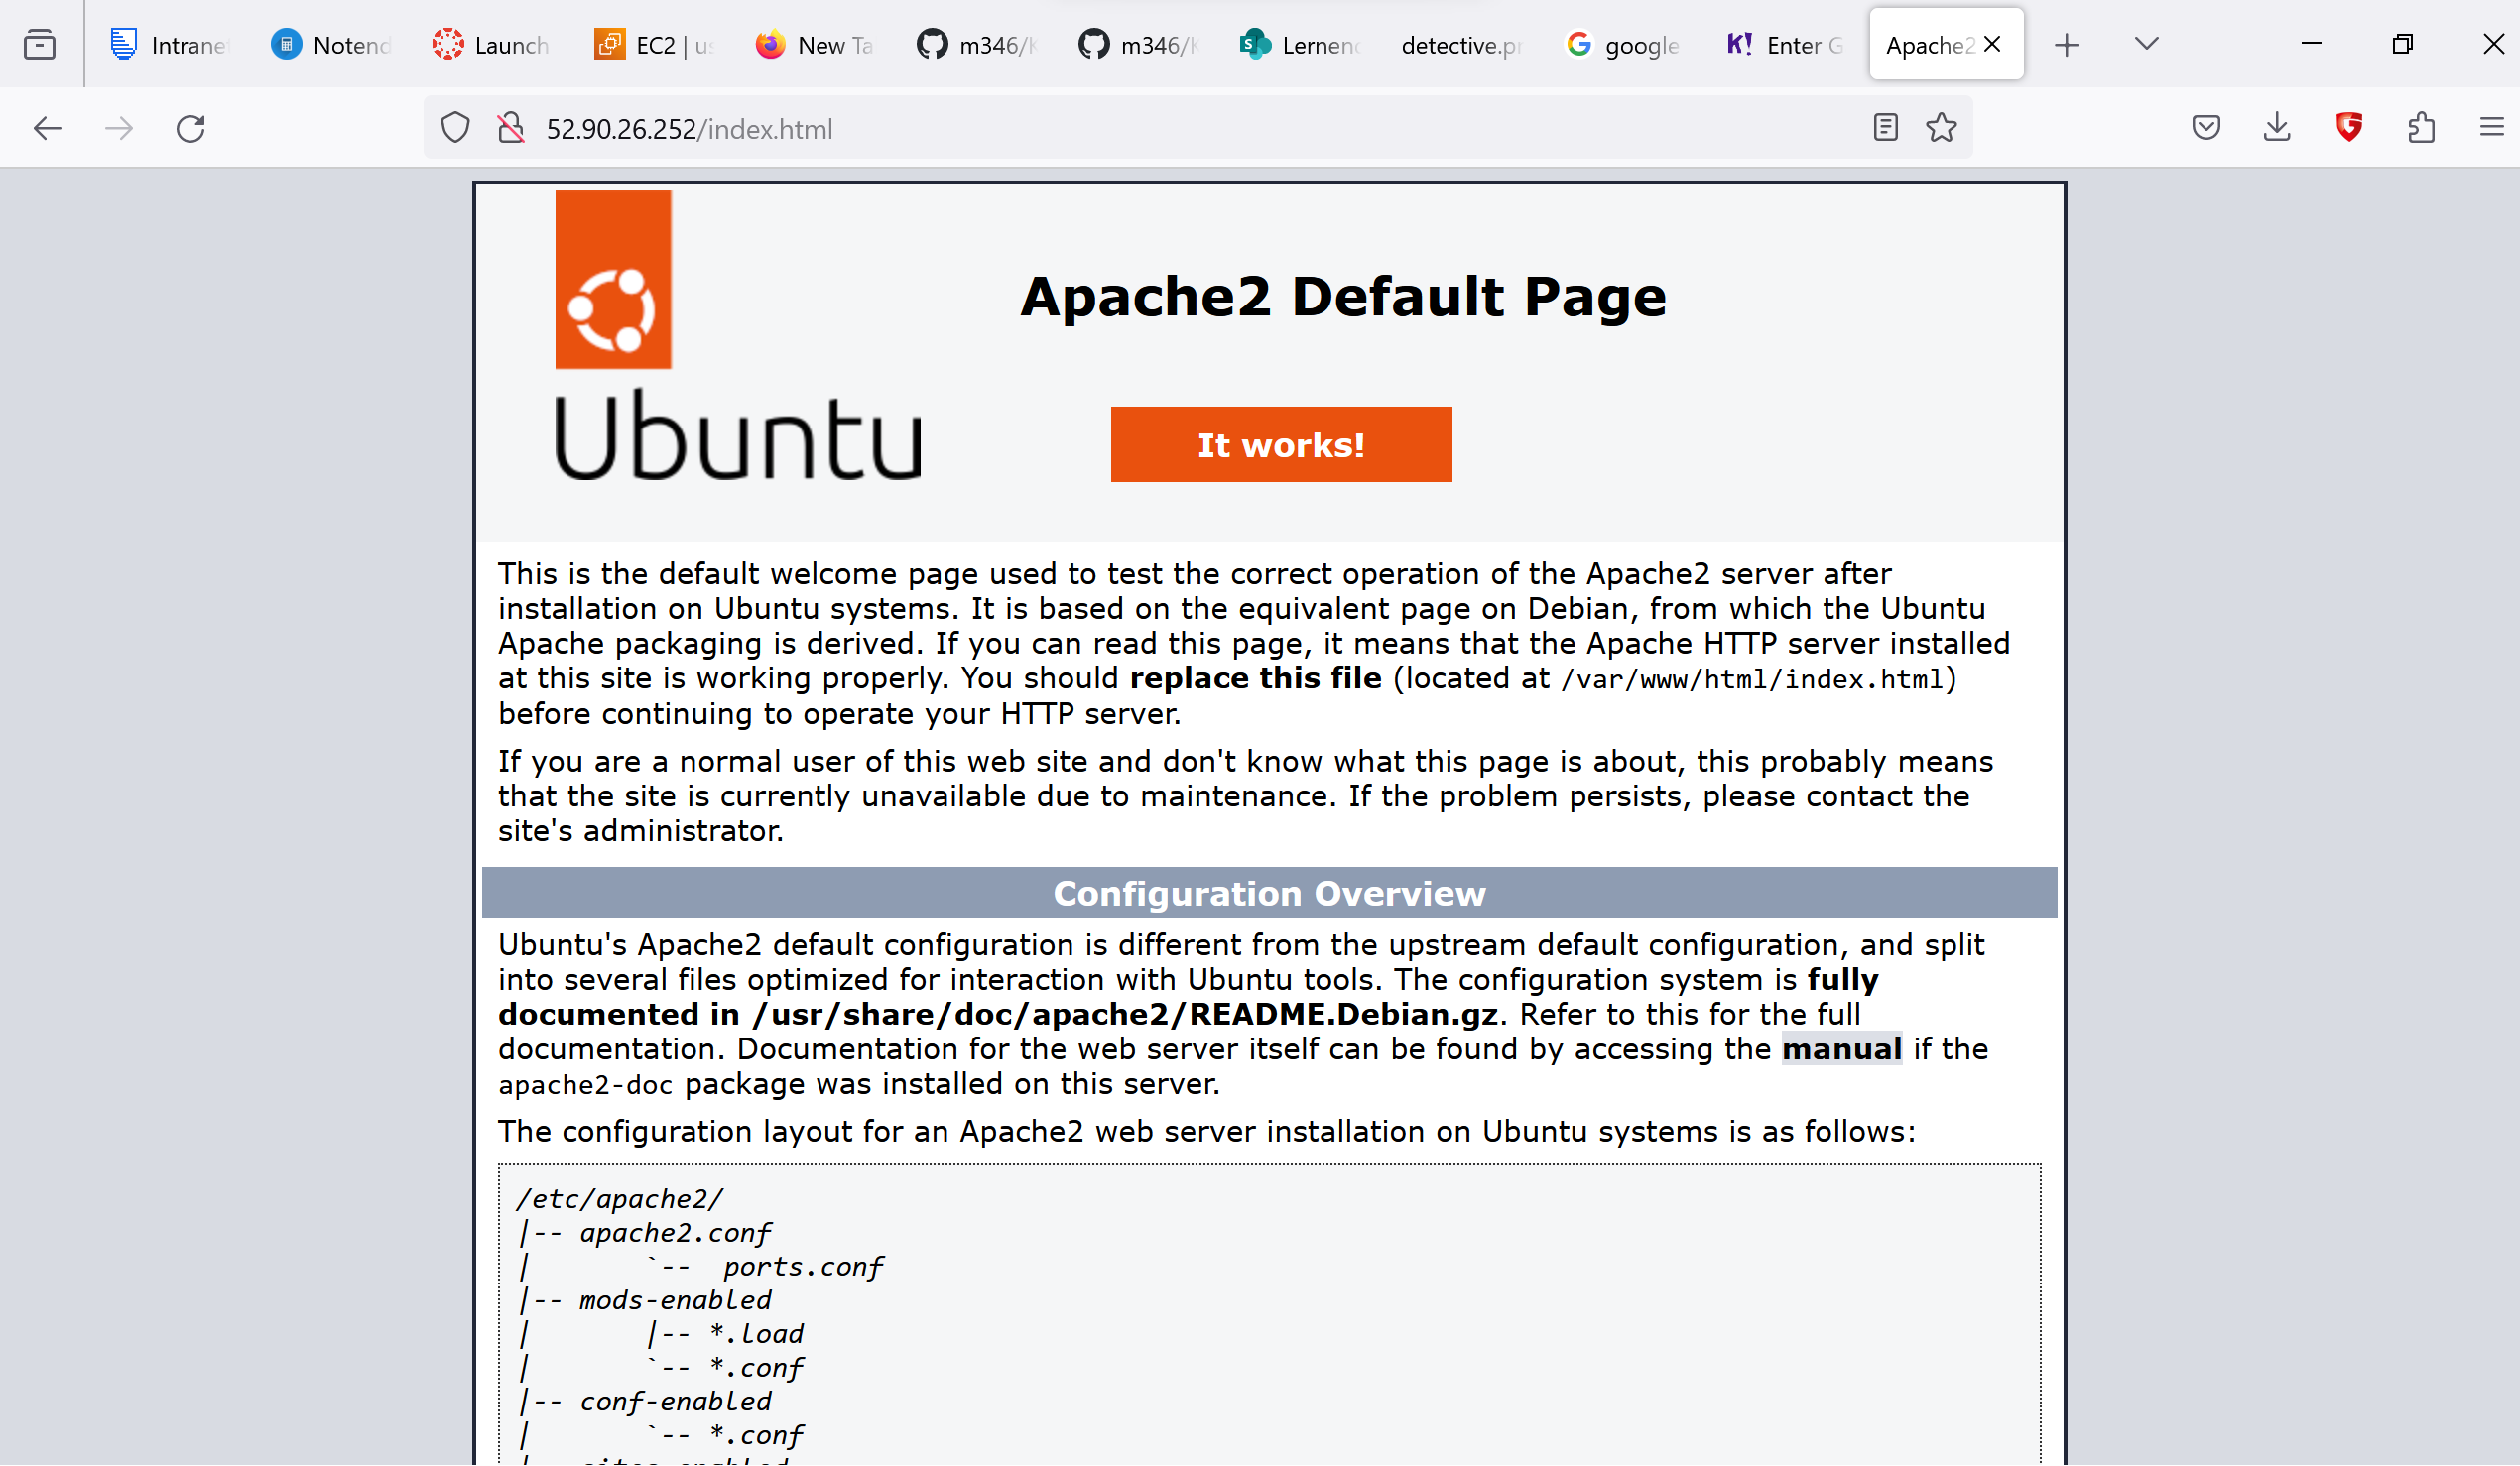 Intrane
Notend
Launch
EC2 | us
New Ta
m346/K
m346/K
Lernend
detective.pr
google
Enter G
Apache2
52.90.26.252/index.html
Apache2 Default Page
Ubuntu
It works!
This is the default welcome page used to test the correct operation of the Apache2 server after
installation on Ubuntu systems. It is based on the equivalent page on Debian, from which the Ubuntu
Apache packaging is derived. If you can read this page, it means that the Apache HTTP server installed
at this site is working properly. You should replace this file (located at /var/www/html/index.html)
before continuing to operate your HTTP server.
If you are a normal user of this web site and don't know what this page is about, this probably means
that the site is currently unavailable due to maintenance. If the problem persists, please contact the
site's administrator.
Configuration Overview
Ubuntu's Apache2 default configuration is different from the upstream default configuration, and split
into several files optimized for interaction with Ubuntu tools. The configuration system is fully
documented in /usr/share/doc/apache2/README.Debian.gz. Refer to this for the full
documentation. Documentation for the web server itself can be found by accessing the manual if the
apache2-doc package was installed on this server.
The configuration layout for an Apache2 web server installation on Ubuntu systems is as follows:
/etc/apache2/
|-- apache2.conf
|       `--  ports.conf
|-- mods-enabled
|       |-- *.load
|       `-- *.conf
|-- conf-enabled
|       `-- *.conf
|-- sites-enabled